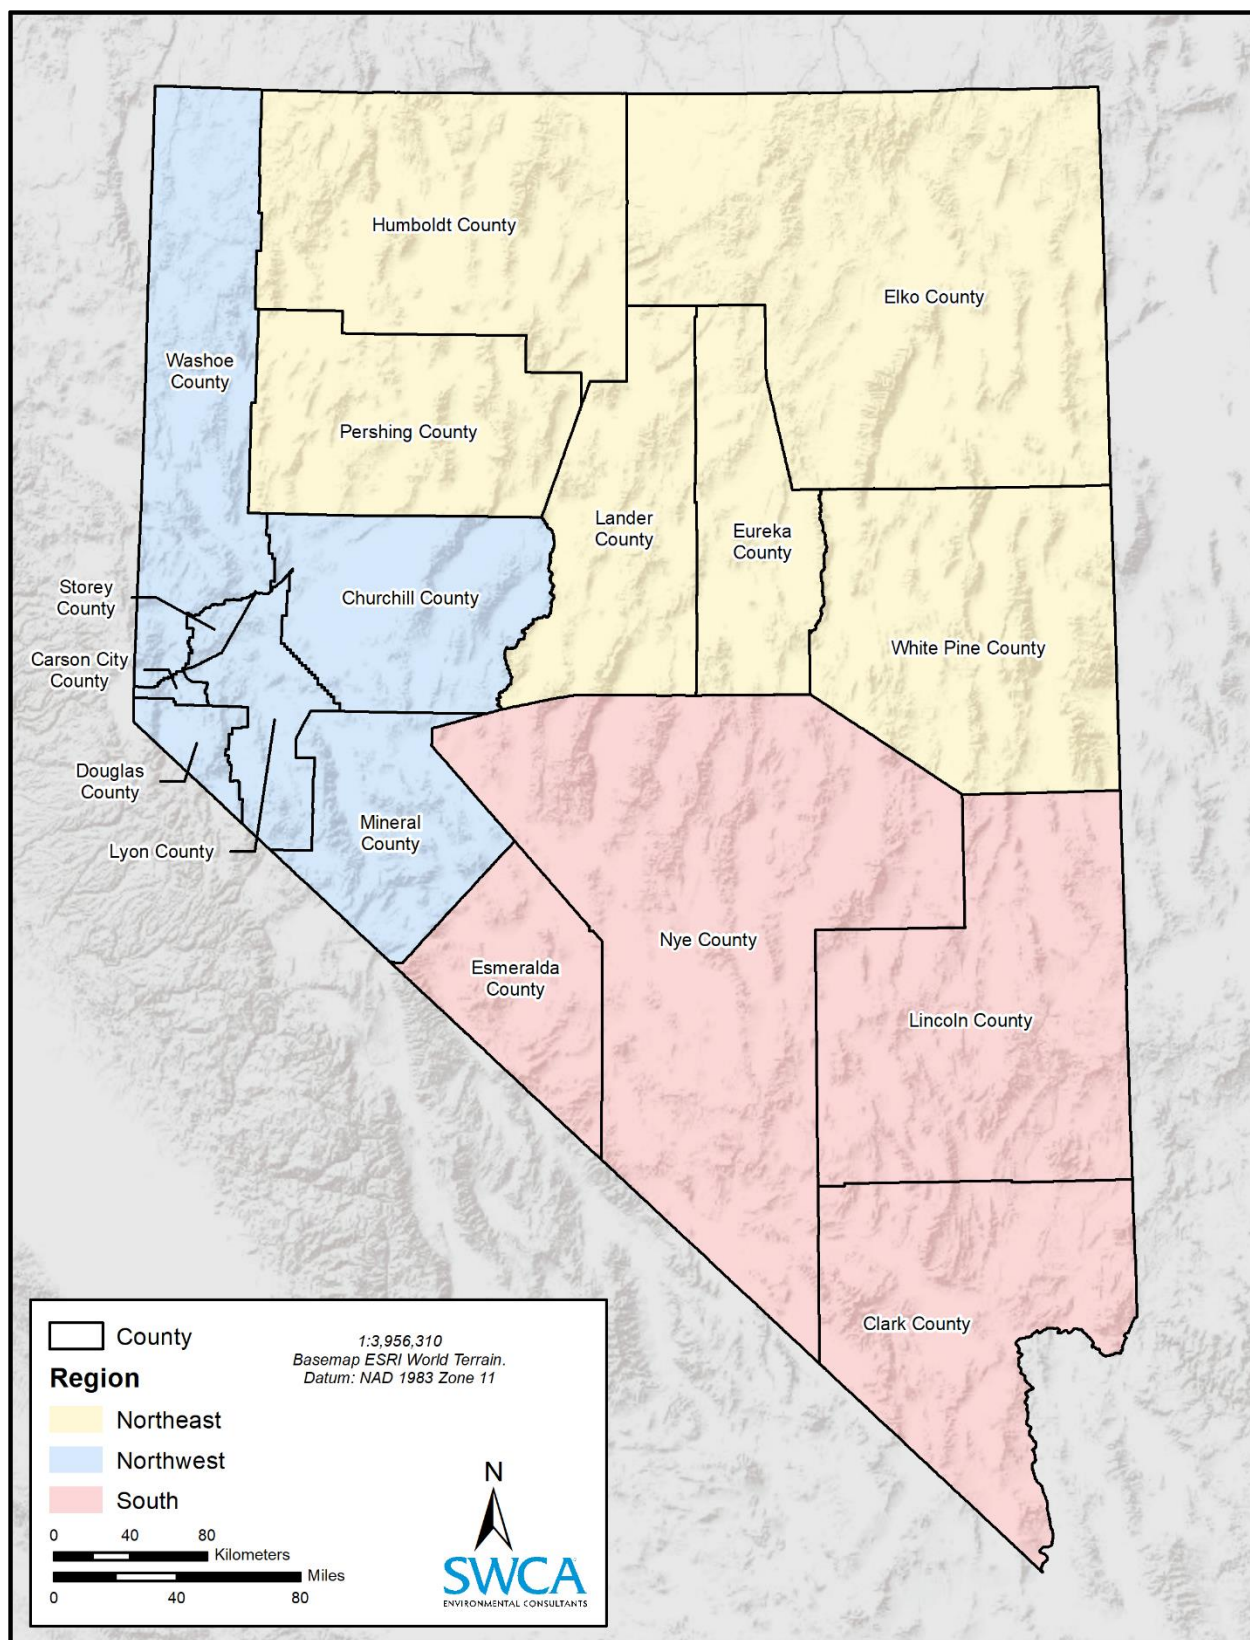 Humboldt County
Elko County
Washoe
County
Pershing County
Lander
County
Eureka
County
Storey
County
Churchill County
Carson City
County
White Pine County
Douglas
County
Lyon County
Mineral
County
Nye County
Esmeralda
County
Lincoln County
Clark County
County
1:3,956,310
Basemap ESRI World Terrain.
Datum: NAD 1983 Zone 11
Region
Northeast
Northwest
South
N
0 40 80
Kilometers
Miles
0 40 80
SWCA
ENVIRONMENTAL CONSULTANTS